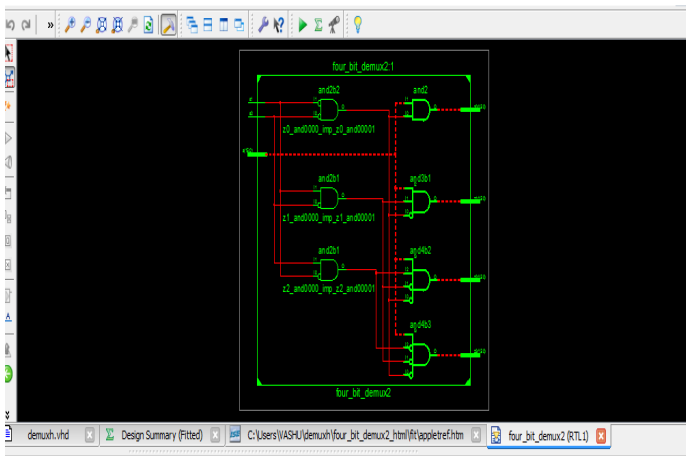 four_bit_demux2:1
and2b2
and2
z0_and0000_imp_z0_and00001
and2b1
and3b1
z1_and0000_imp_z1_and00001
and2b1
and4b2
z2_and0000_imp_z2_and00001
and4b3
four_bit_demux2
demuxh.vhd
Design Summary (Fitted)
C:\Users\VASHU\demuxh\four_bit_demux2_html\fit\appletref.htm
four_bit_demux2 (RTL1)